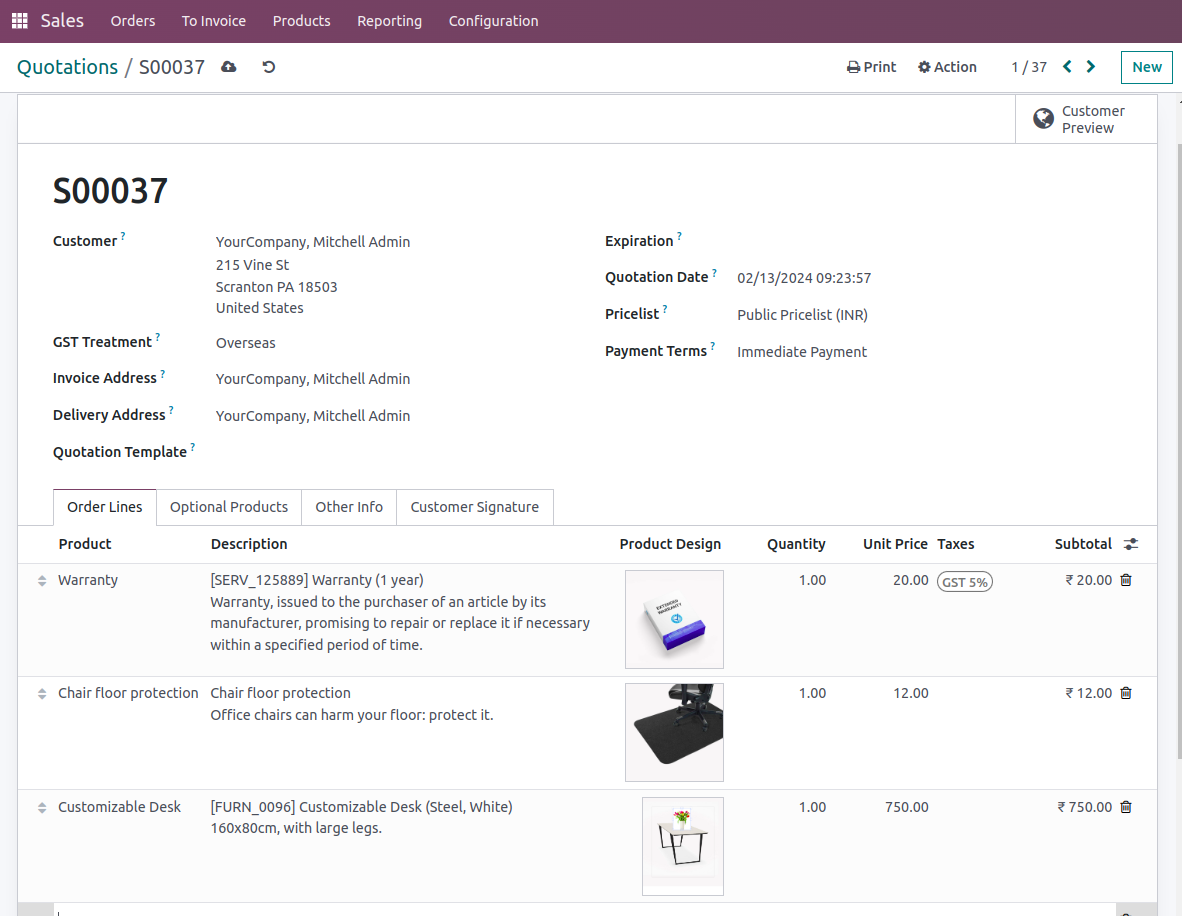 Sales Orders To Invoice Products Reporting Configuration
Quotations / S00037 Print Action 1 / 37 New
Customer
Preview
S00037
Customer ? YourCompany, Mitchell Admin
215 Vine St
Scranton PA 18503
United States
GST Treatment ? Overseas
Invoice Address ? YourCompany, Mitchell Admin
Delivery Address ? YourCompany, Mitchell Admin
Quotation Template ?
Expiration ?
Quotation Date ? 02/13/2024 09:23:57
Pricelist ? Public Pricelist (INR)
Payment Terms ? Immediate Payment
Order Lines Optional Products Other Info Customer Signature
Product Description Product Design Quantity Unit Price Taxes Subtotal
Warranty [SERV_125889] Warranty (1 year) 1.00 20.00 GST 5% ₹ 20.00
Warranty, issued to the purchaser of an article by its
manufacturer, promising to repair or replace it if necessary
within a specified period of time.
EXTENDED
WARRANTY
Chair floor protection Chair floor protection 1.00 12.00 ₹ 12.00
Office chairs can harm your floor: protect it.
Customizable Desk [FURN_0096] Customizable Desk (Steel, White) 1.00 750.00 ₹ 750.00
160x80cm, with large legs.